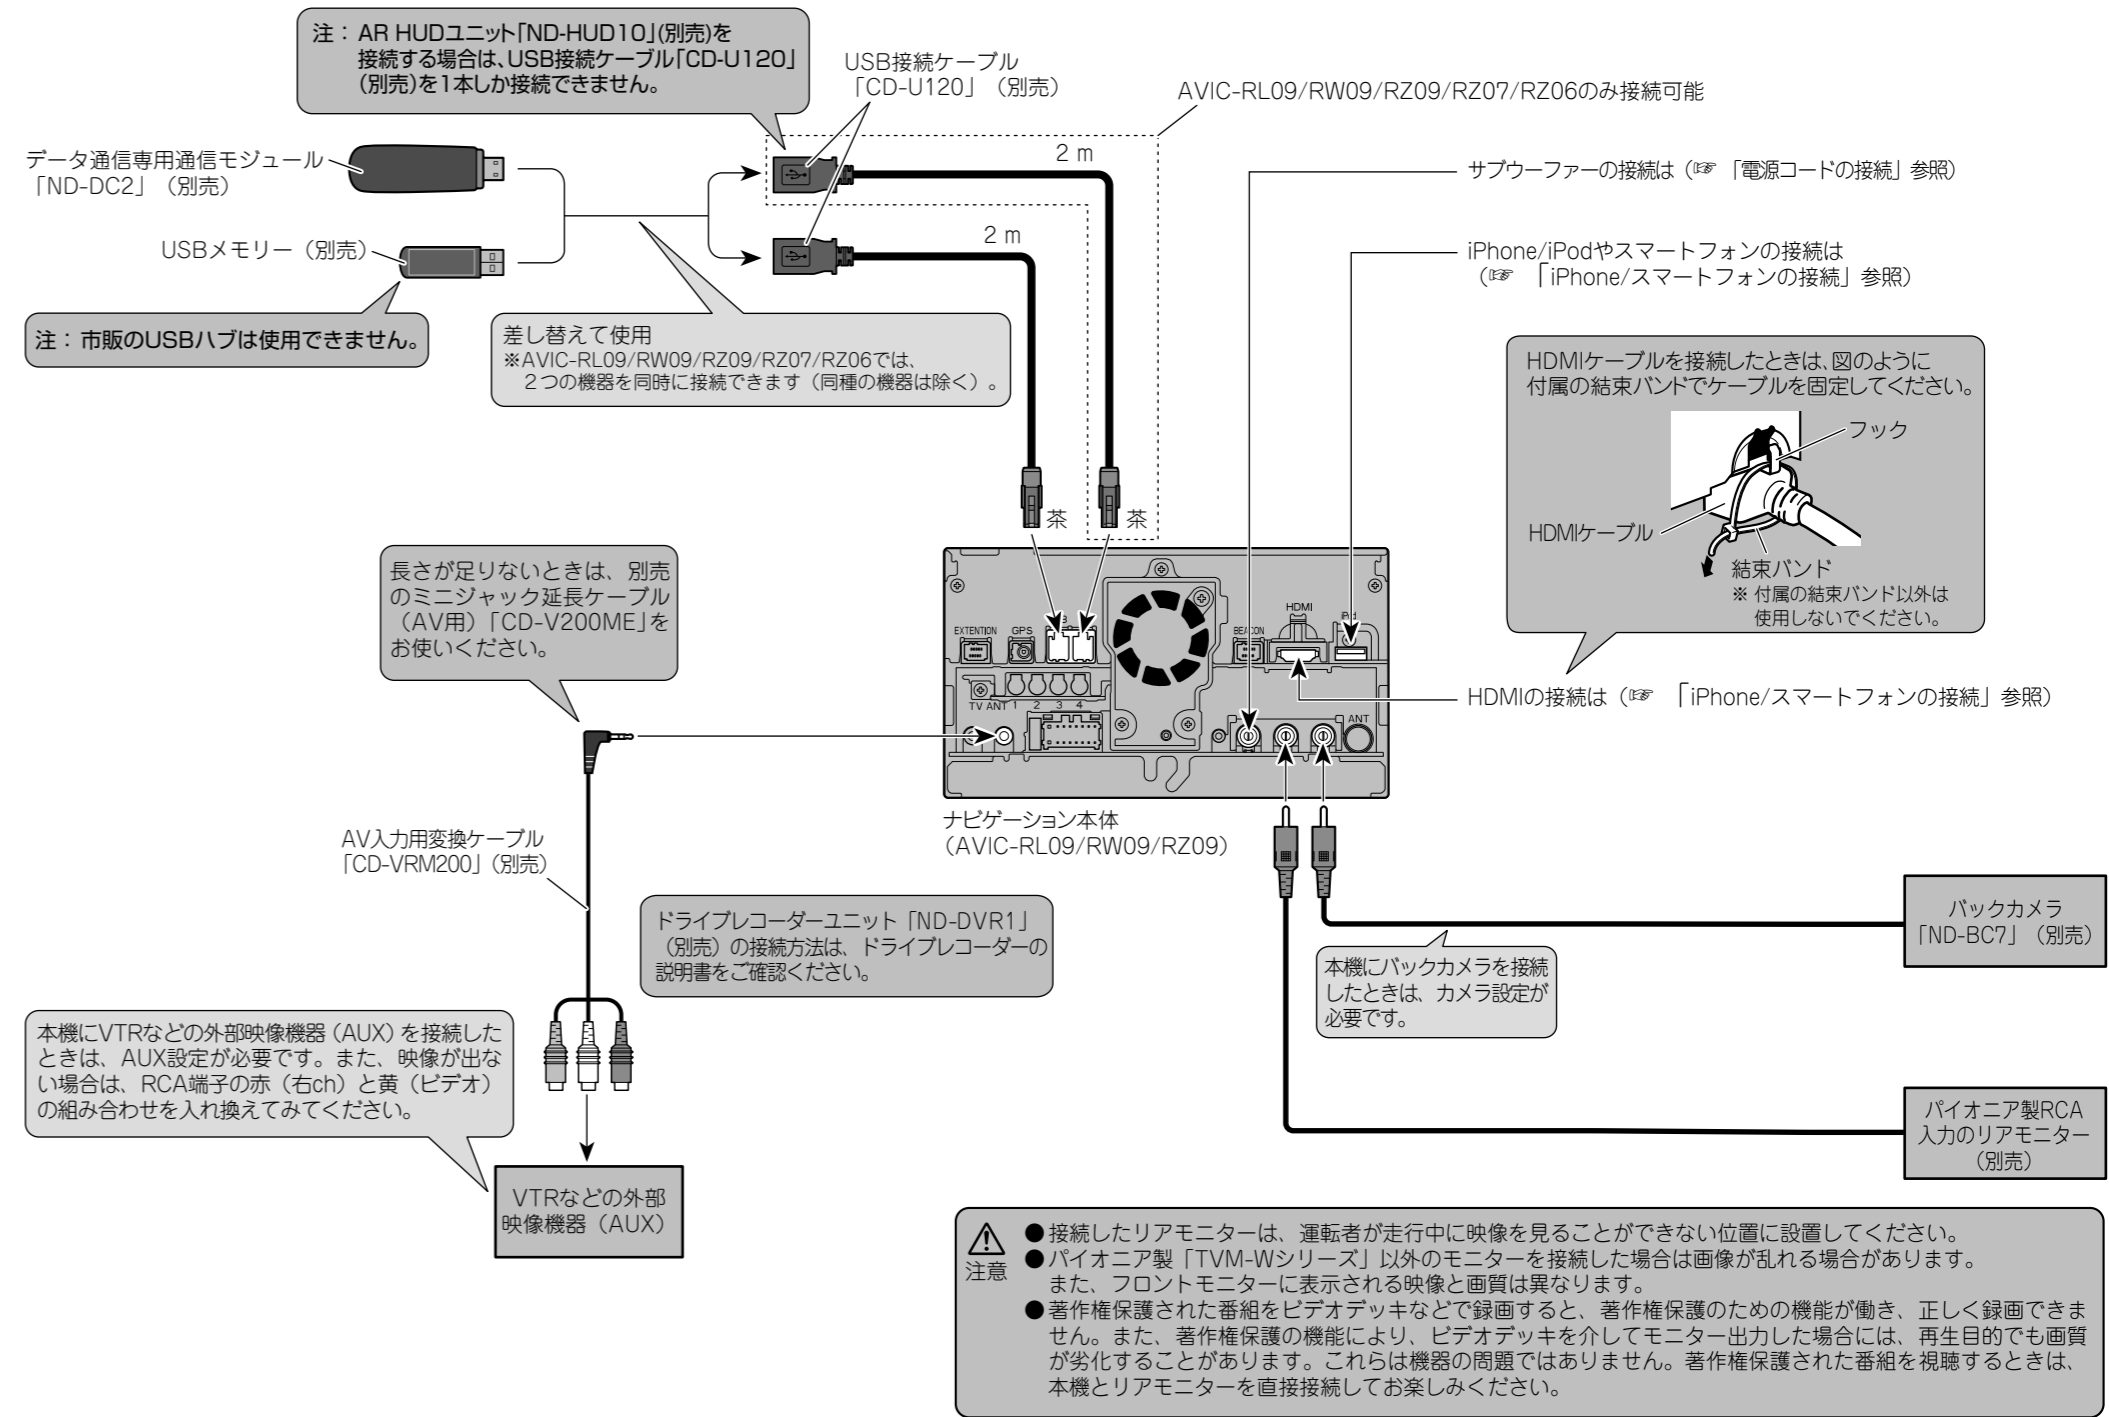 注：AR HUDユニット「ND-HUD10」(別売)を
接続する場合は、USB接続ケーブル「CD-U120」
(別売)を1本しか接続できません。
USB接続ケーブル
「CD-U120」（別売）
AVIC-RL09/RW09/RZ09/RZ07/RZ06のみ接続可能
データ通信専用通信モジュール
「ND-DC2」（別売）
2 m
サブウーファーの接続は（☞ 「電源コードの接続」参照）
USBメモリー（別売）
2 m
iPhone/iPodやスマートフォンの接続は
（☞ 「iPhone/スマートフォンの接続」参照）
注：市販のUSBハブは使用できません。
差し替えて使用
※AVIC-RL09/RW09/RZ09/RZ07/RZ06では、
２つの機器を同時に接続できます（同種の機器は除く）。
HDMIケーブルを接続したときは、図のように
付属の結束バンドでケーブルを固定してください。
フック
HDMIケーブル
結束バンド
※ 付属の結束バンド以外は
使用しないでください。
茶
茶
長さが足りないときは、別売
のミニジャック延長ケーブル
（AV用）「CD-V200ME」を
お使いください。
EXTENTION
GPS
BEACON
HDMI
HDMIの接続は（☞ 「iPhone/スマートフォンの接続」参照）
TV ANT 1 2 3 4
ANT
ナビゲーション本体
（AVIC-RL09/RW09/RZ09）
AV入力用変換ケーブル
「CD-VRM200」（別売）
ドライブレコーダーユニット「ND-DVR1」
（別売）の接続方法は、ドライブレコーダーの
説明書をご確認ください。
バックカメラ
「ND-BC7」（別売）
本機にバックカメラを接続
したときは、カメラ設定が
必要です。
本機にVTRなどの外部映像機器（AUX）を接続した
ときは、AUX設定が必要です。また、映像が出な
い場合は、RCA端子の赤（右ch）と黄（ビデオ）
の組み合わせを入れ換えてみてください。
パイオニア製RCA
入力のリアモニター
（別売）
VTRなどの外部
映像機器（AUX）
注意
●接続したリアモニターは、運転者が走行中に映像を見ることができない位置に設置してください。
●パイオニア製「TVM-Wシリーズ」以外のモニターを接続した場合は画像が乱れる場合があります。
また、フロントモニターに表示される映像と画質は異なります。
●著作権保護された番組をビデオデッキなどで録画すると、著作権保護のための機能が働き、正しく録画できま
せん。また、著作権保護の機能により、ビデオデッキを介してモニター出力した場合には、再生目的でも画質
が劣化することがあります。これらは機器の問題ではありません。著作権保護された番組を視聴するときは、
本機とリアモニターを直接接続してお楽しみください。